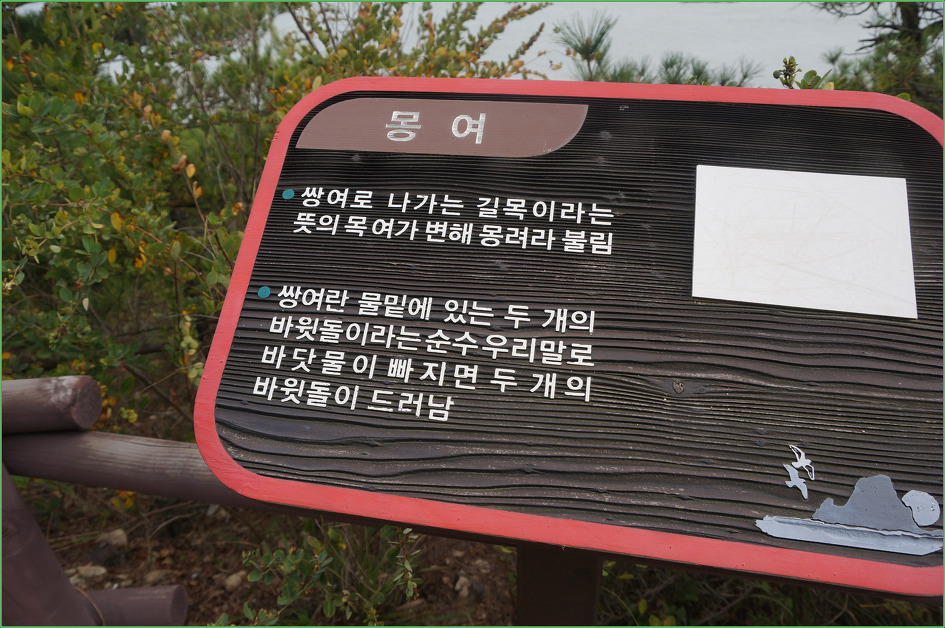 몽 여
쌍여로 나가는 길목이라는
뜻의 목여가 변해 몽려라 불림
쌍여란 물밑에 있는 두 개의
바윗돌이라는순수우리말로
바닷물이 빠지면 두 개의
바윗돌이 드러남